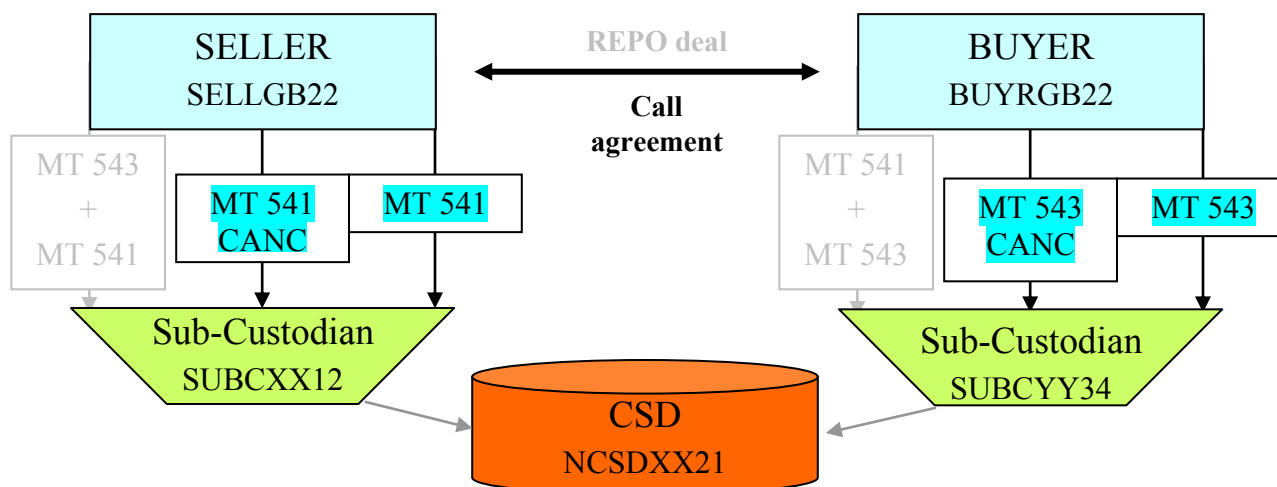 SELLER
SELLGB22
REPO deal
Call
agreement
BUYER
BUYRGB22
MT 543
+
MT 541
MT 541
CANC
MT 541
MT 541
+
MT 543
MT 543
CANC
MT 543
Sub-Custodian
SUBCXX12
Sub-Custodian
SUBCYY34
CSD
NCSDXX21